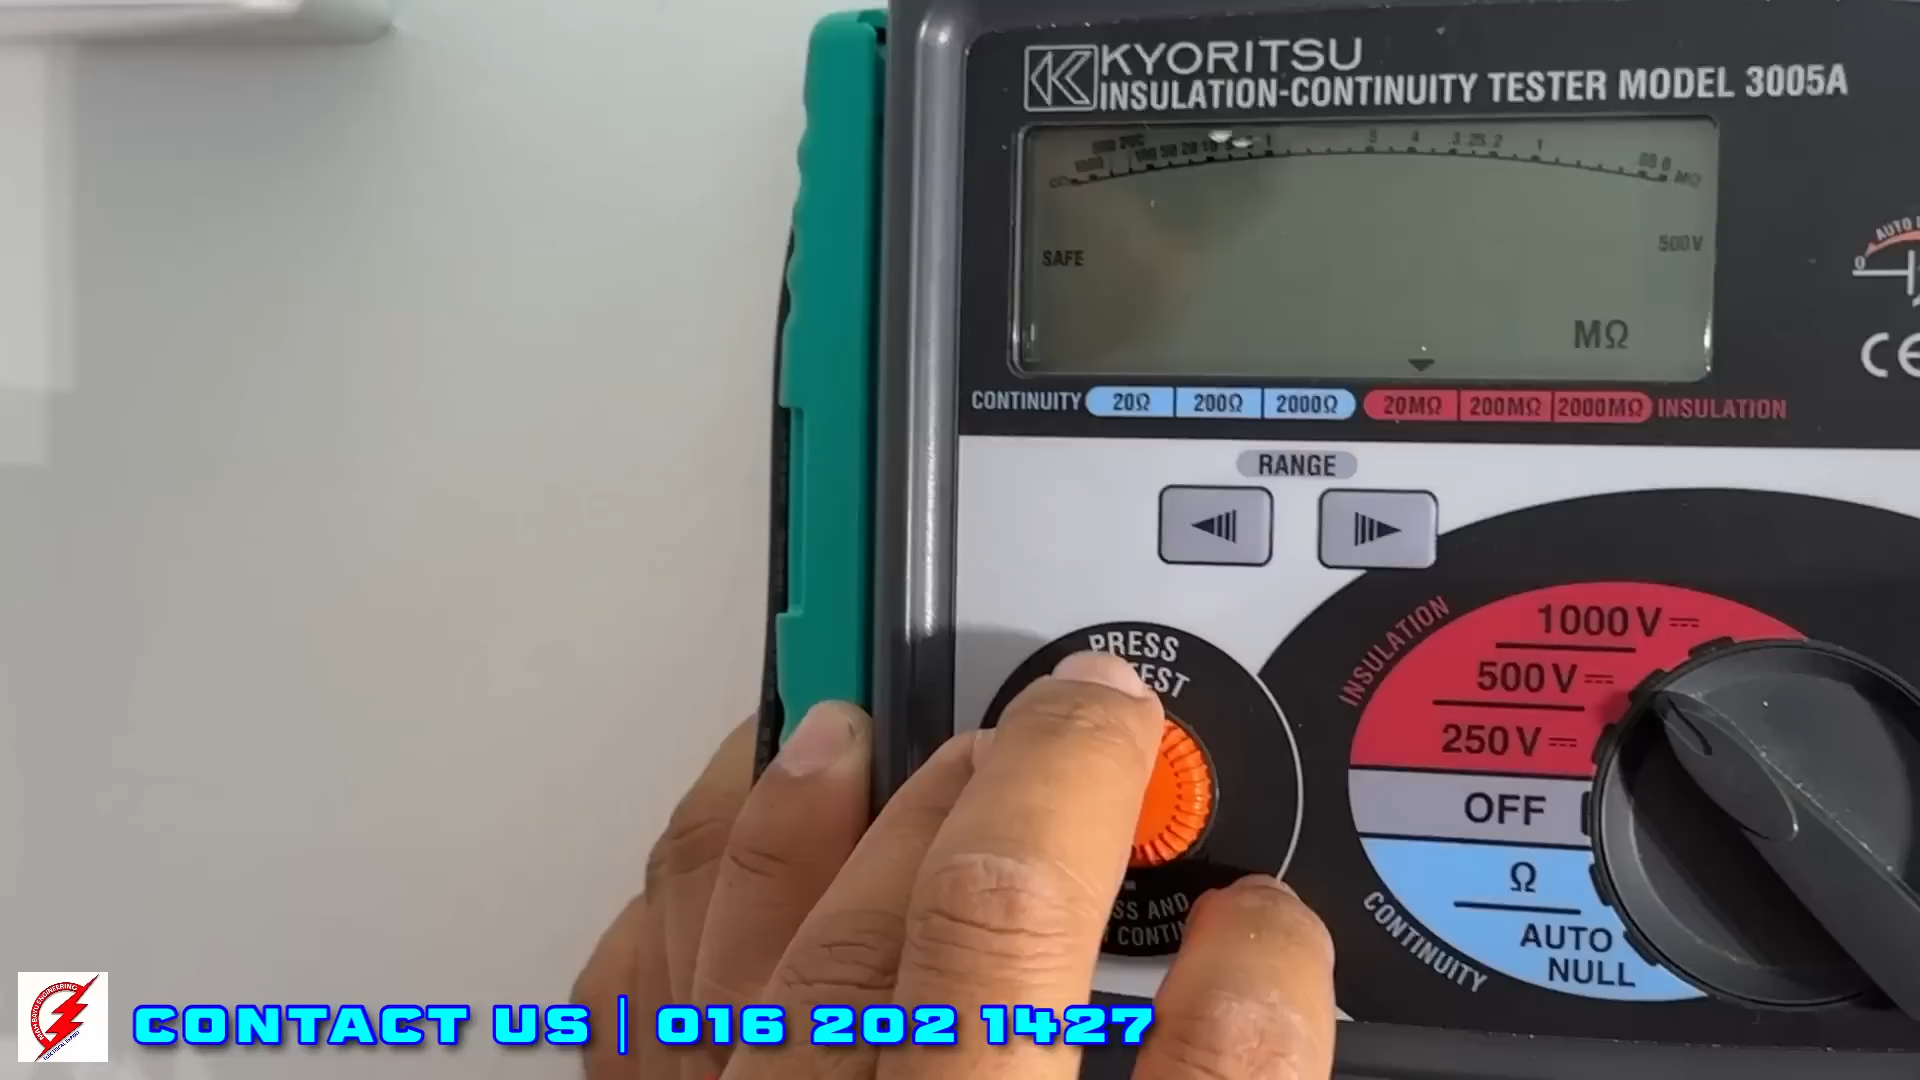 KYORITSU
INSULATION-CONTINUITY TESTER MODEL 3005A
SAFE
500V
MΩ
CONTINUITY 20Ω 200Ω 2000Ω 20MΩ 200MΩ 2000MΩ INSULATION
RANGE
PRESS
INSULATION
1000V
500V
250V
OFF
Ω
AUTO
NULL
CONTINUITY
CONTACT US | 016 202 1427